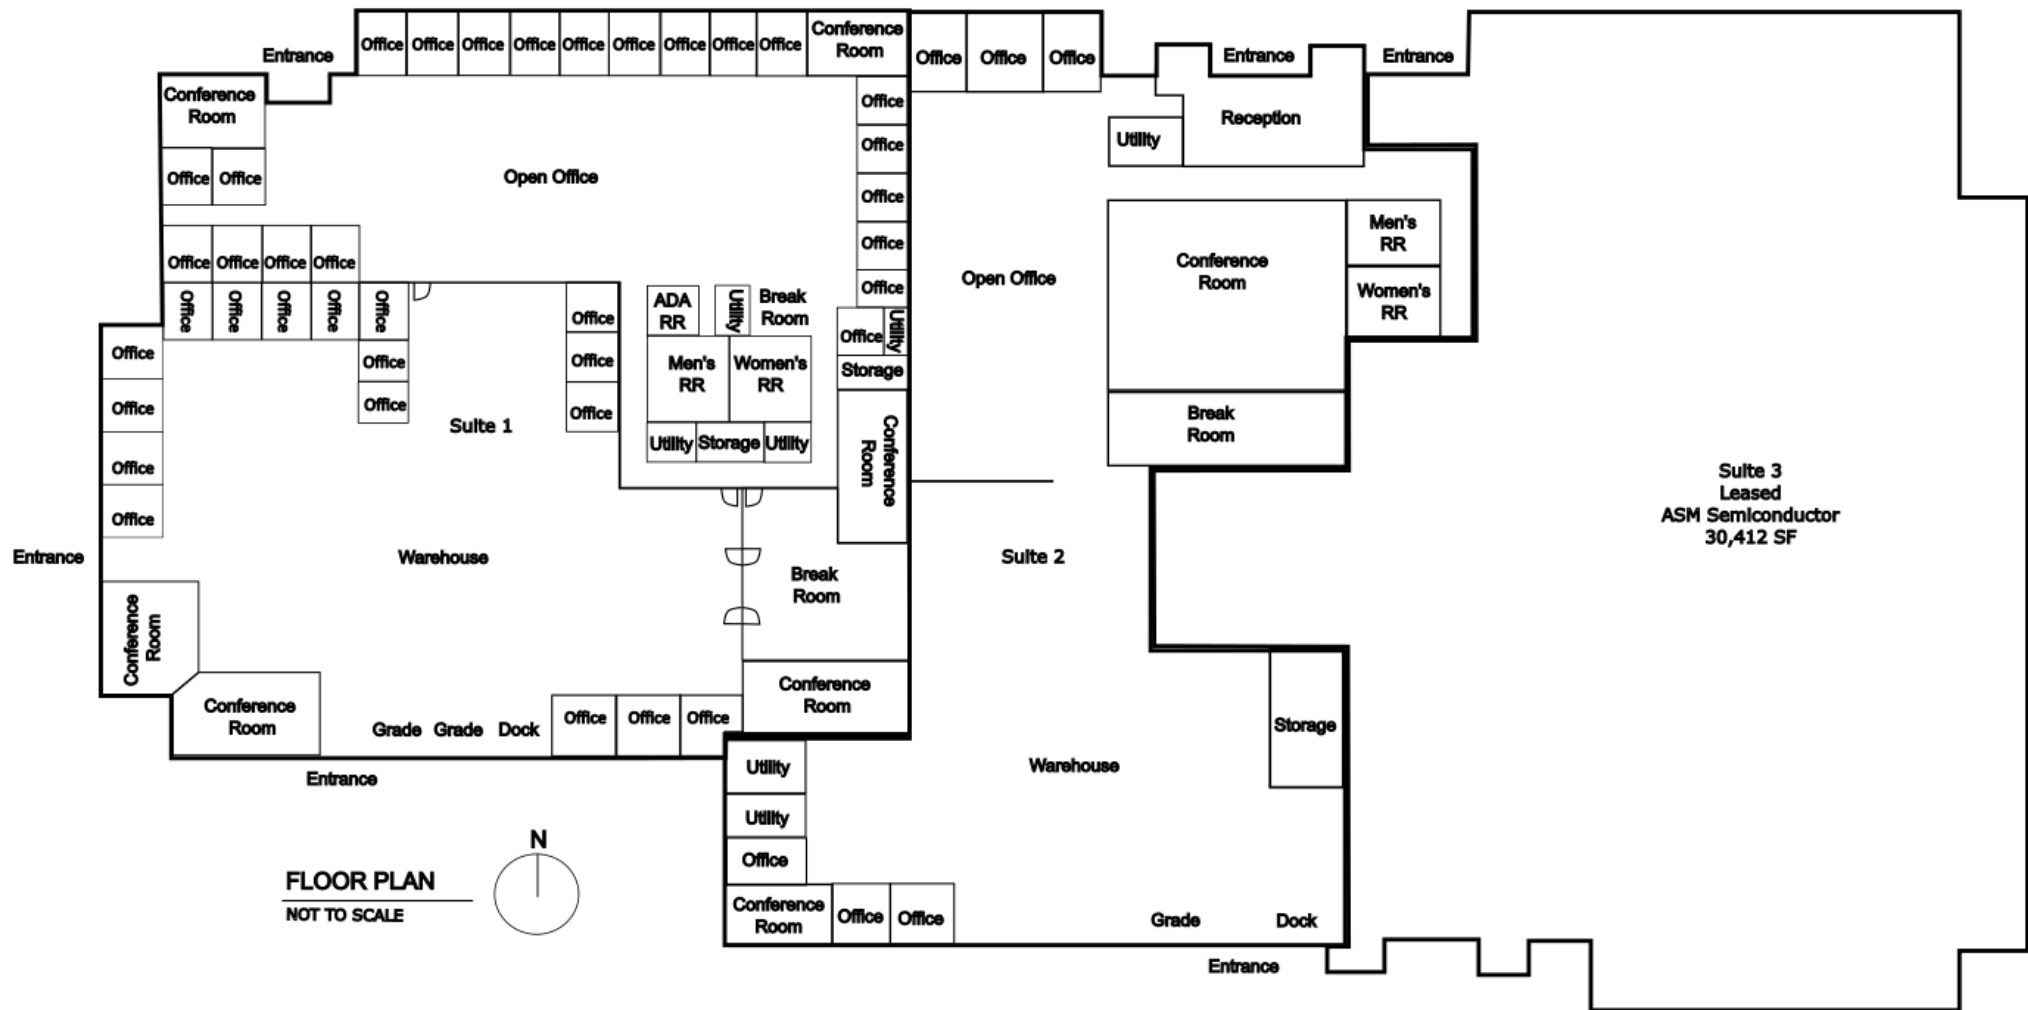 Entrance
Office Office Office Office Office Office Office Office Office
Conference
Room
Office Office Office
Entrance
Entrance
Conference
Room
Office
Office
Office
Office
Office
Reception
Utility
Office Office
Open Office
Office Office Office Office
Office Office Office Office Office
Office
Office
Office
Office
Office
ADA
RR
Utility
Break
Room
Office
Utility
Storage
Men's
RR
Women's
RR
Utility Storage Utility
Conference
Room
Open Office
Conference
Room
Men's
RR
Women's
RR
Break
Room
Suite 1
Office
Office
Office
Office
Entrance
Warehouse
Break
Room
Suite 2
Suite 3
Leased
ASM Semiconductor
30,412 SF
Conference
Room
Conference
Room
Grade Grade Dock
Office Office Office
Conference
Room
Entrance
Storage
Warehouse
Utility
Utility
Office
Conference
Room
Office Office
Grade
Dock
Entrance
N
FLOOR PLAN
NOT TO SCALE